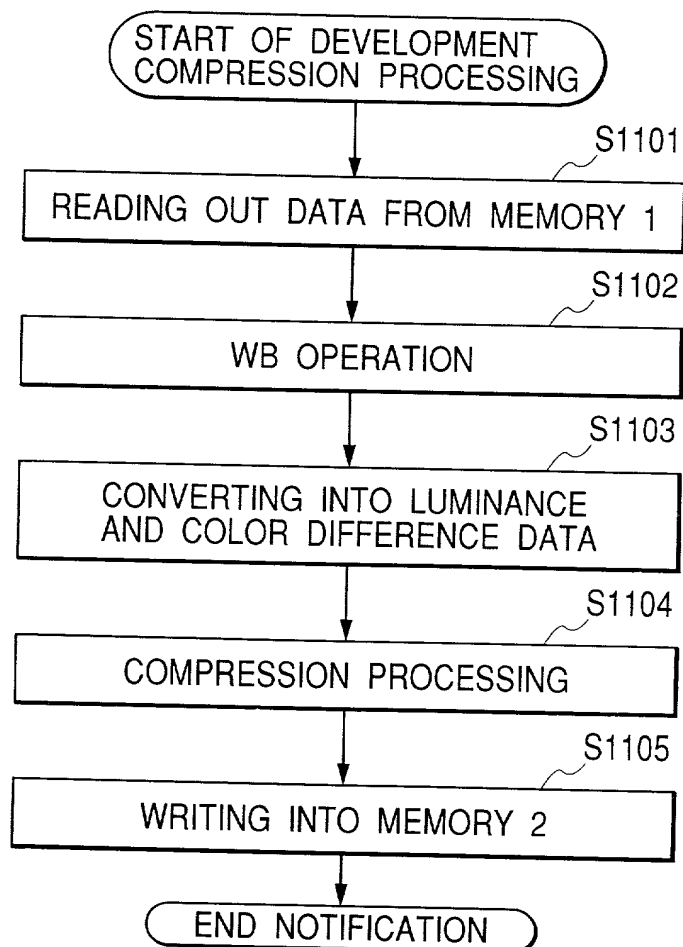 START OF DEVELOPMENT
COMPRESSION PROCESSING
S1101
READING OUT DATA FROM MEMORY 1
S1102
WB OPERATION
S1103
CONVERTING INTO LUMINANCE
AND COLOR DIFFERENCE DATA
S1104
COMPRESSION PROCESSING
S1105
WRITING INTO MEMORY 2
END NOTIFICATION